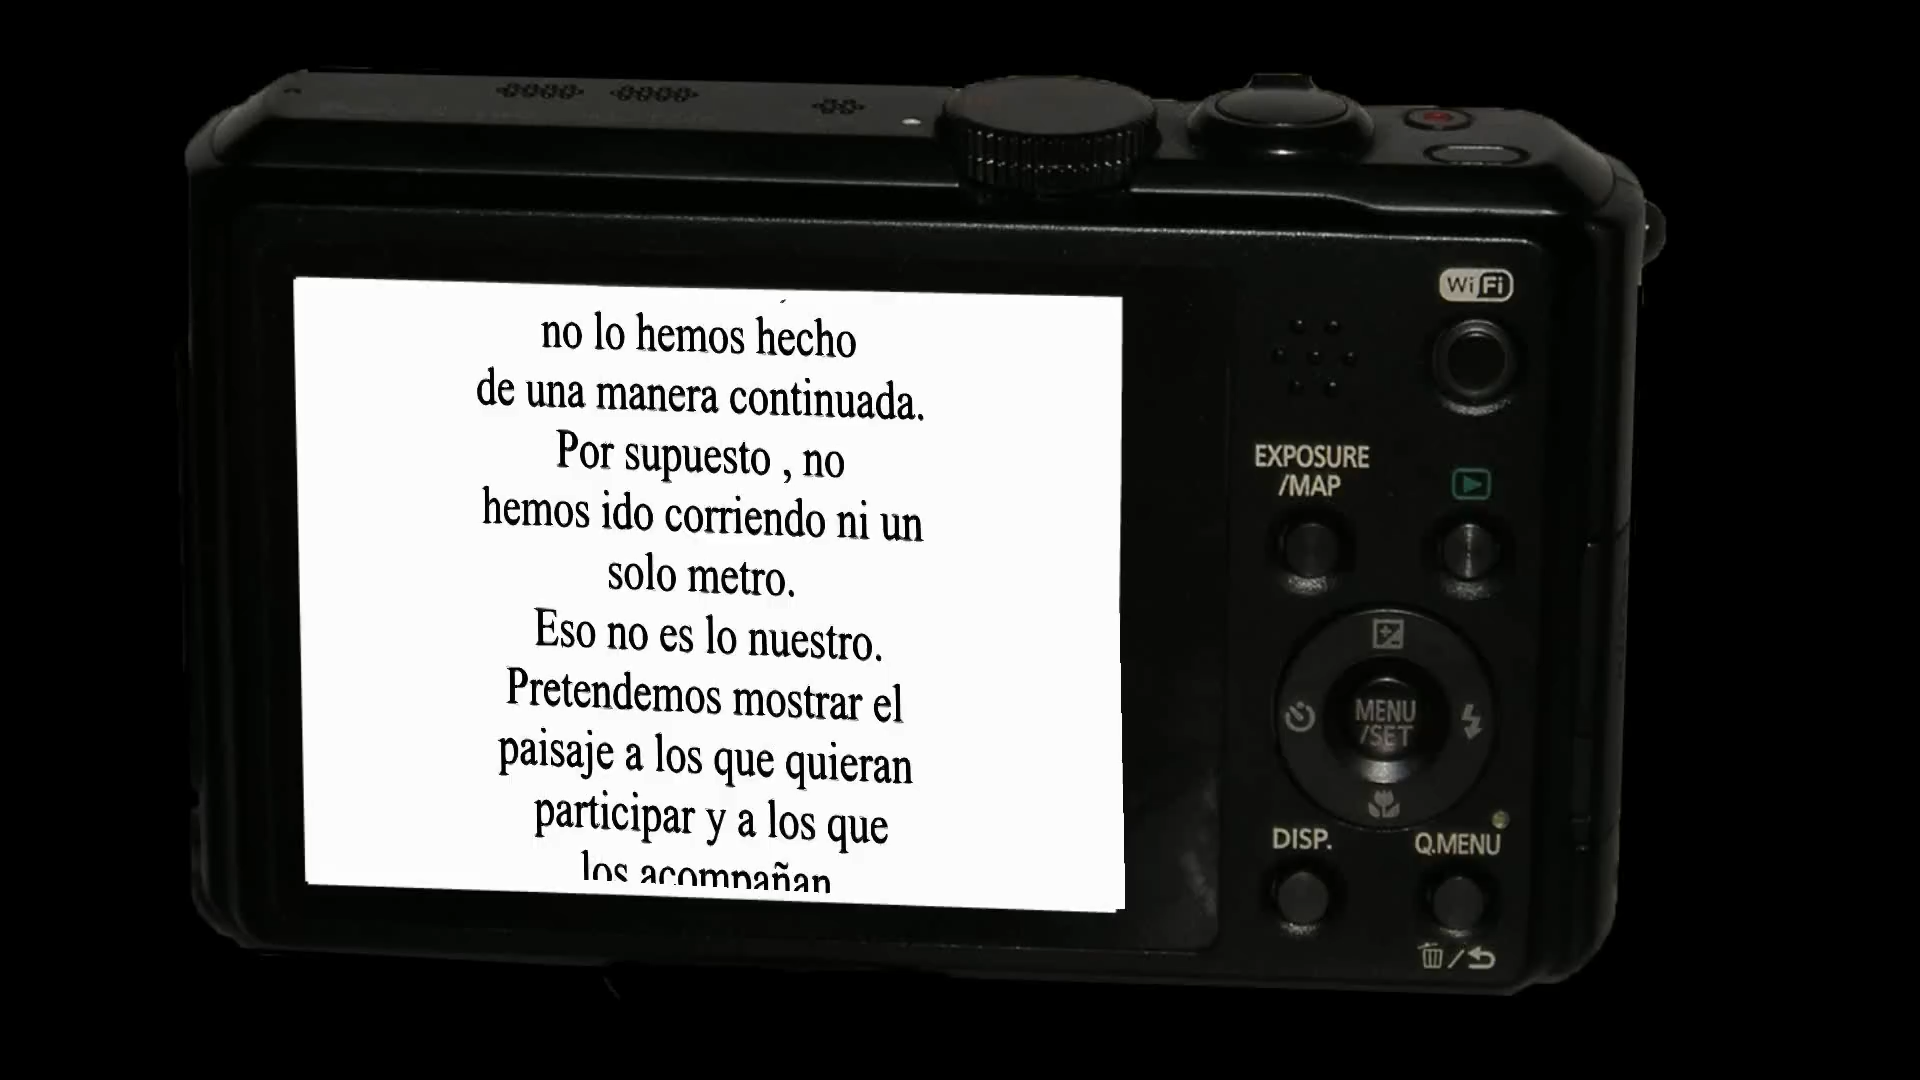 no lo hemos hecho
de una manera continuada.
Por supuesto , no
hemos ido corriendo ni un
solo metro.
Eso no es lo nuestro.
Pretendemos mostrar el
paisaje a los que quieran
participar y a los que
los acompañan
WiFi
EXPOSURE
/MAP
MENU
/SET
DISP.
Q.MENU